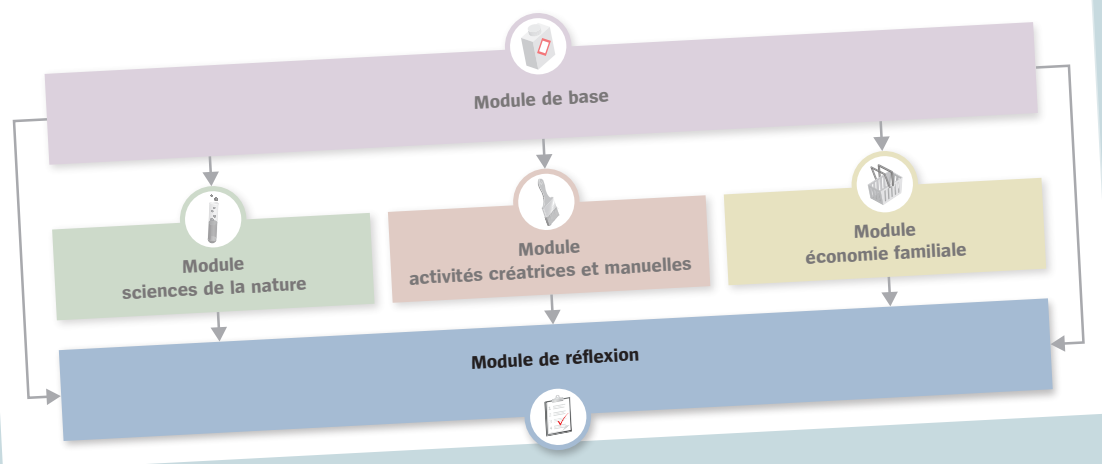 Module de base
Module
sciences de la nature
Module
activités créatrices et manuelles
Module
économie familiale
Module de réflexion